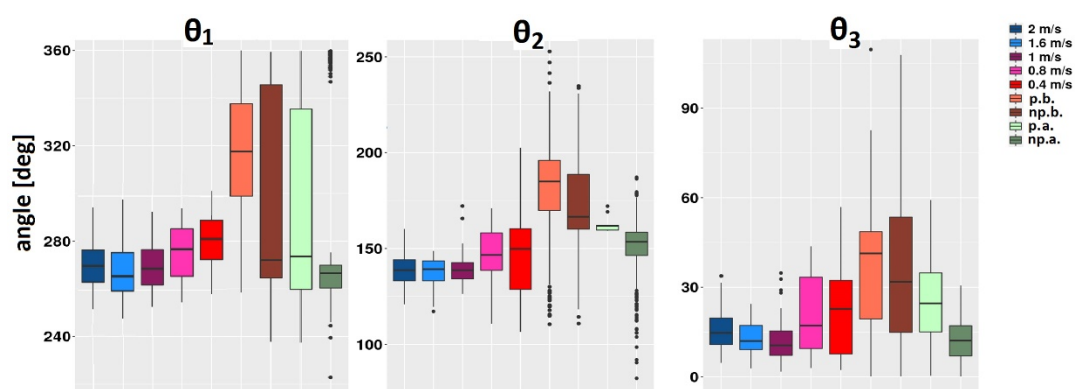 θ1
θ2
θ3
angle [deg]
360
320
280
240
250
200
150
100
90
60
30
0
2 m/s
1.6 m/s
1 m/s
0.8 m/s
0.4 m/s
p.b.
np.b.
p.a.
np.a.